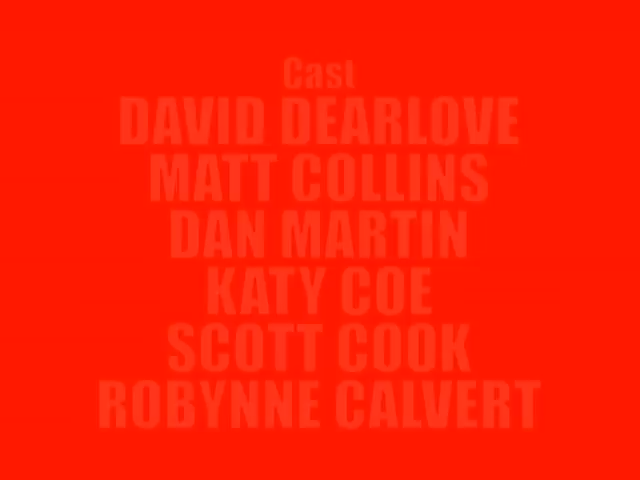 Cast
DAVID DEARLOVE
MATT COLLINS
DAN MARTIN
KATY COE
SCOTT COOK
ROBYNNE CALVERT